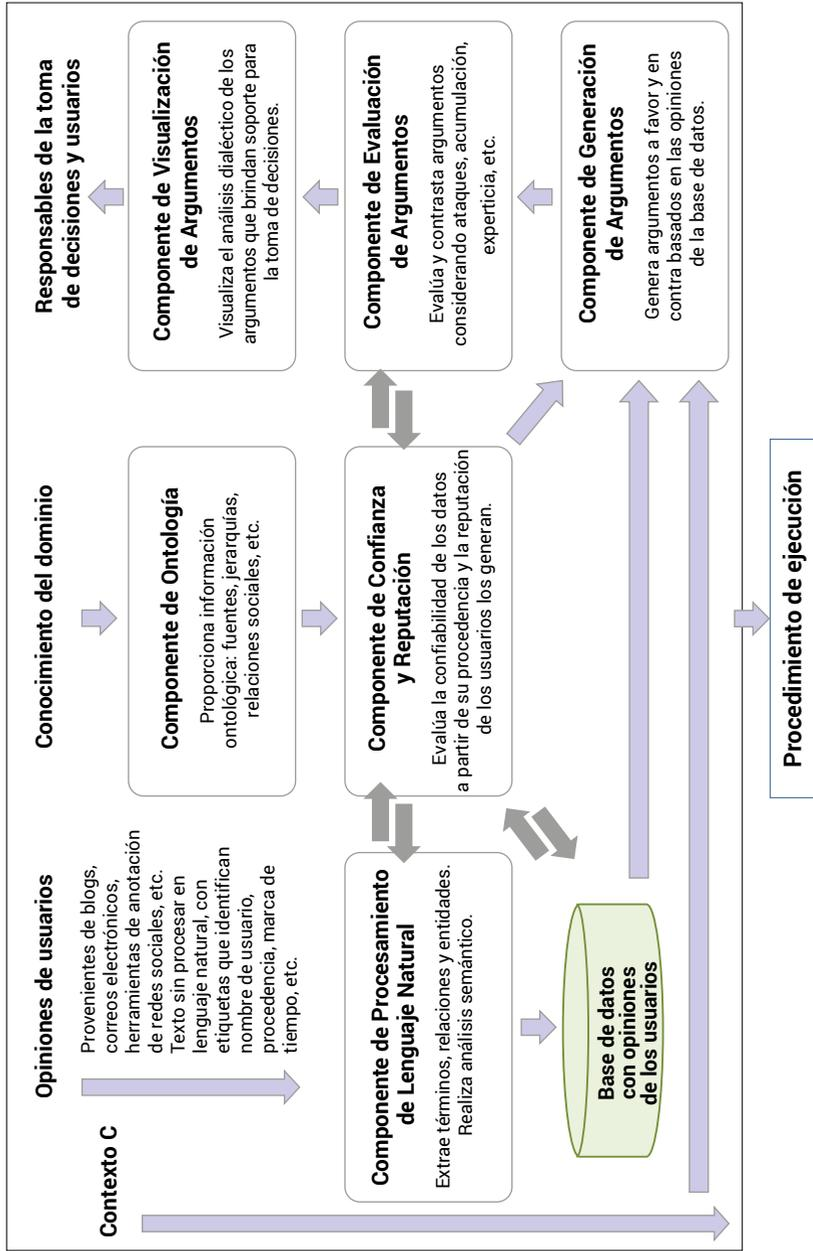 Contexto C
Opiniones de usuarios
Provenientes de blogs,
correos electrónicos,
herramientas de anotación
de redes sociales, etc.
Texto sin procesar en
lenguaje natural, con
etiquetas que identifican
nombre de usuario,
procedencia, marca de
tiempo, etc.
Componente de Procesamiento
de Lenguaje Natural
Extrae términos, relaciones y entidades.
Realiza análisis semántico.
Base de datos
con opiniones
de los usuarios
Conocimiento del dominio
Componente de Ontología
Proporciona información
ontológica: fuentes, jerarquías,
relaciones sociales, etc.
Componente de Confianza
y Reputación
Evalúa la confiabilidad de los datos
a partir de su procedencia y la reputación
de los usuarios los generan.
Responsables de la toma
de decisiones y usuarios
Componente de Visualización
de Argumentos
Visualiza el análisis dialéctico de los
argumentos que brindan soporte para
la toma de decisiones.
Componente de Evaluación
de Argumentos
Evalúa y contrasta argumentos
considerando ataques, acumulación,
experticia, etc.
Componente de Generación
de Argumentos
Genera argumentos a favor y en
contra basados en las opiniones
de la base de datos.
Procedimiento de ejecución